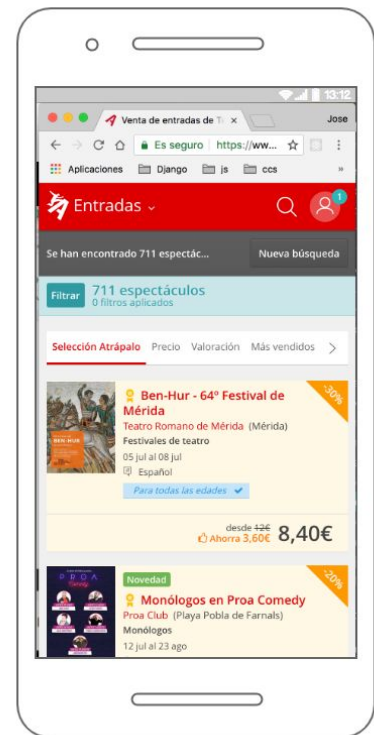 13:12
Venta de entradas de T
Jose
Es seguro https://ww...
Aplicaciones Django js ccs »
Entradas
1
Se han encontrado 711 espectác...
Nueva búsqueda
Filtrar
711 espectáculos
0 filtros aplicados
Selección Atrápalo Precio Valoración Más vendidos
-30%
BEN-HUR
Ben-Hur - 64º Festival de
Mérida
Teatro Romano de Mérida (Mérida)
Festivales de teatro
05 jul al 08 jul
Español
Para todas las edades
desde 12€
Ahorra 3,60€
8,40€
-20%
PROA
Comedy
Novedad
Monólogos en Proa Comedy
Proa Club (Playa Pobla de Farnals)
Monólogos
12 jul al 23 ago